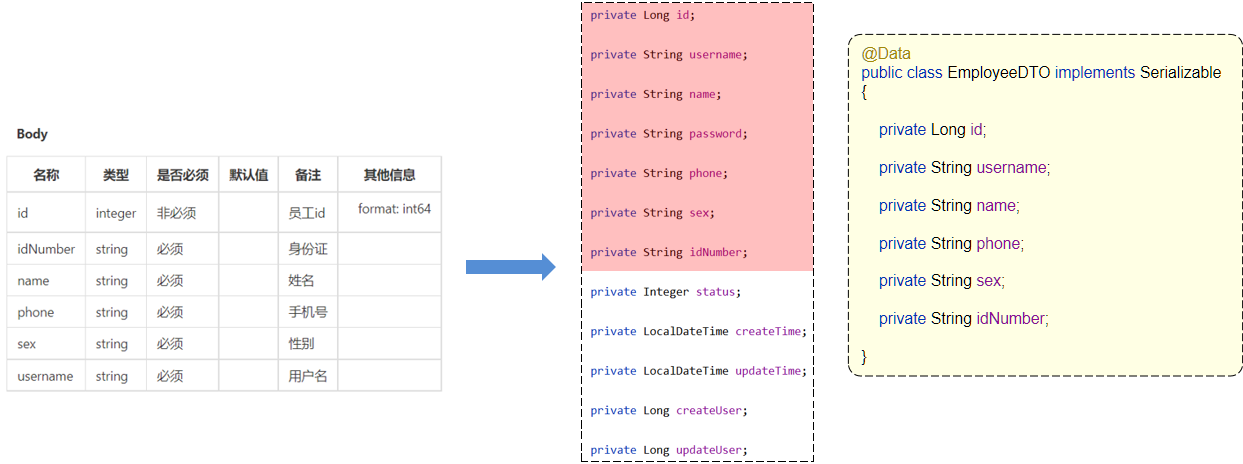 Body
名称 类型 是否必须 默认值 备注 其他信息
id integer 非必须 员工id format: int64
idNumber string 必须 身份证
name string 必须 姓名
phone string 必须 手机号
sex string 必须 性别
username string 必须 用户名
private Long id;
private String username;
private String name;
private String password;
private String phone;
private String sex;
private String idNumber;
private Integer status;
private LocalDateTime createTime;
private LocalDateTime updateTime;
private Long createUser;
private Long updateUser;
@Data
public class EmployeeDTO implements Serializable
{
private Long id;
private String username;
private String name;
private String phone;
private String sex;
private String idNumber;
}